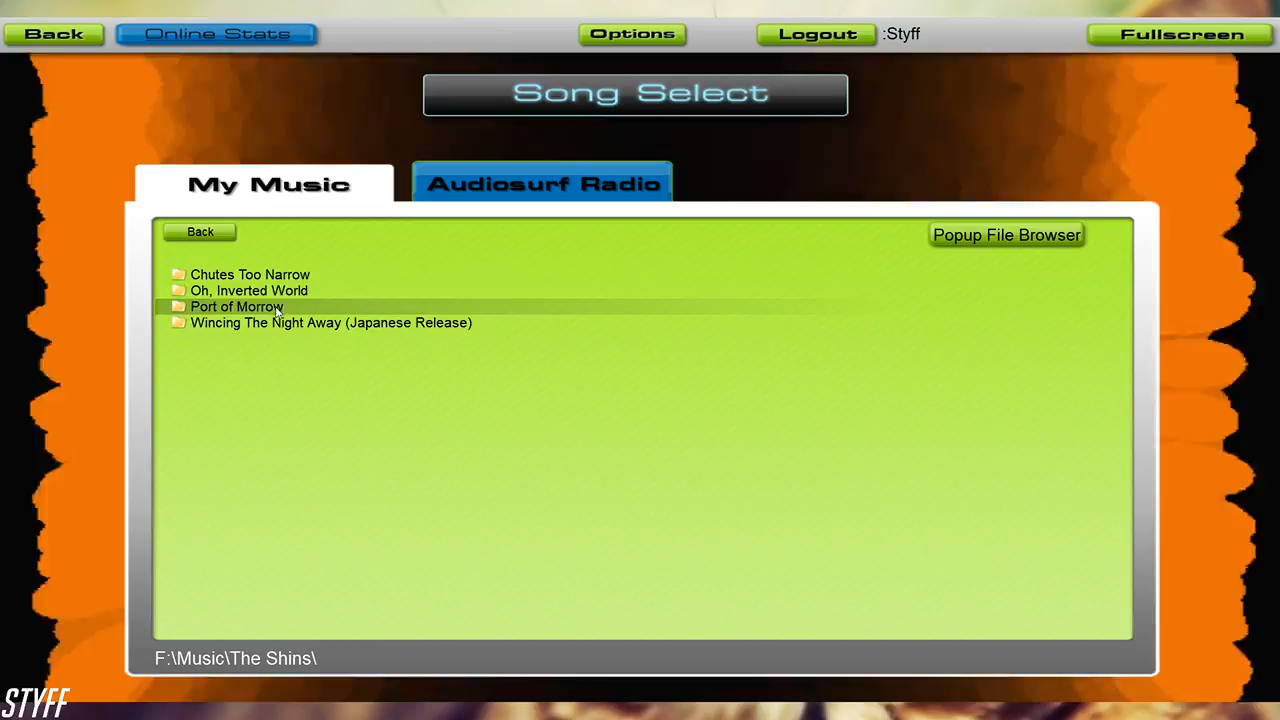 Back Online Stats Options Logout :Styff Fullscreen
Song Select
My Music Audiosurf Radio
Back Popup File Browser
Chutes Too Narrow
Oh, Inverted World
Port of Morrow
Wincing The Night Away (Japanese Release)
F:\Music\The Shins\
STYFF